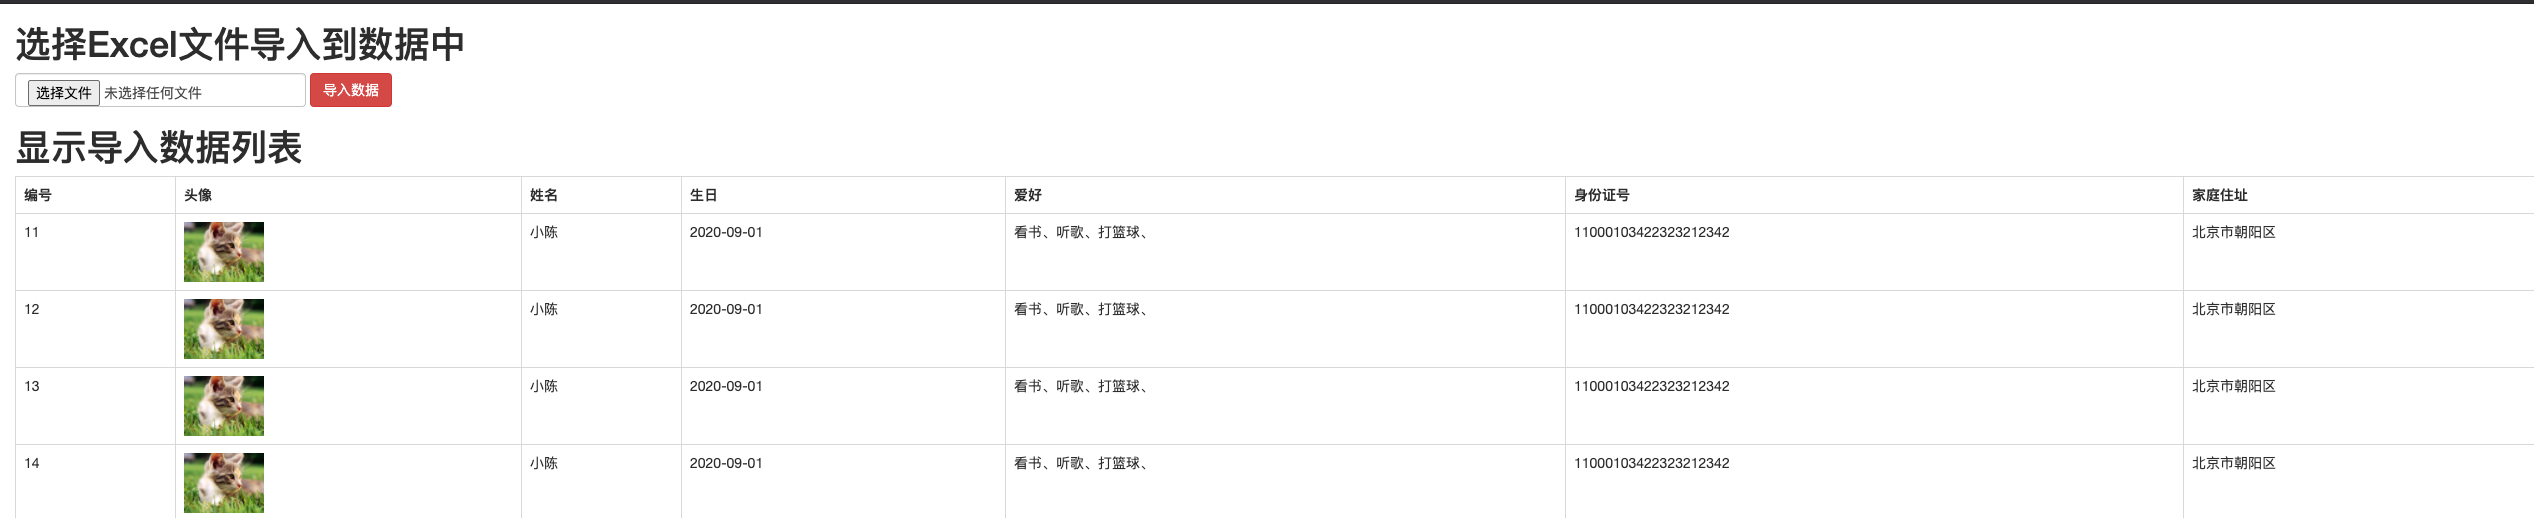 选择Excel文件导入到数据中
选择文件 未选择任何文件 导入数据
显示导入数据列表
编号 头像 姓名 生日 爱好 身份证号 家庭住址
11 小陈 2020-09-01 看书、听歌、打篮球、 11000103422323212342 北京市朝阳区
12 小陈 2020-09-01 看书、听歌、打篮球、 11000103422323212342 北京市朝阳区
13 小陈 2020-09-01 看书、听歌、打篮球、 11000103422323212342 北京市朝阳区
14 小陈 2020-09-01 看书、听歌、打篮球、 11000103422323212342 北京市朝阳区